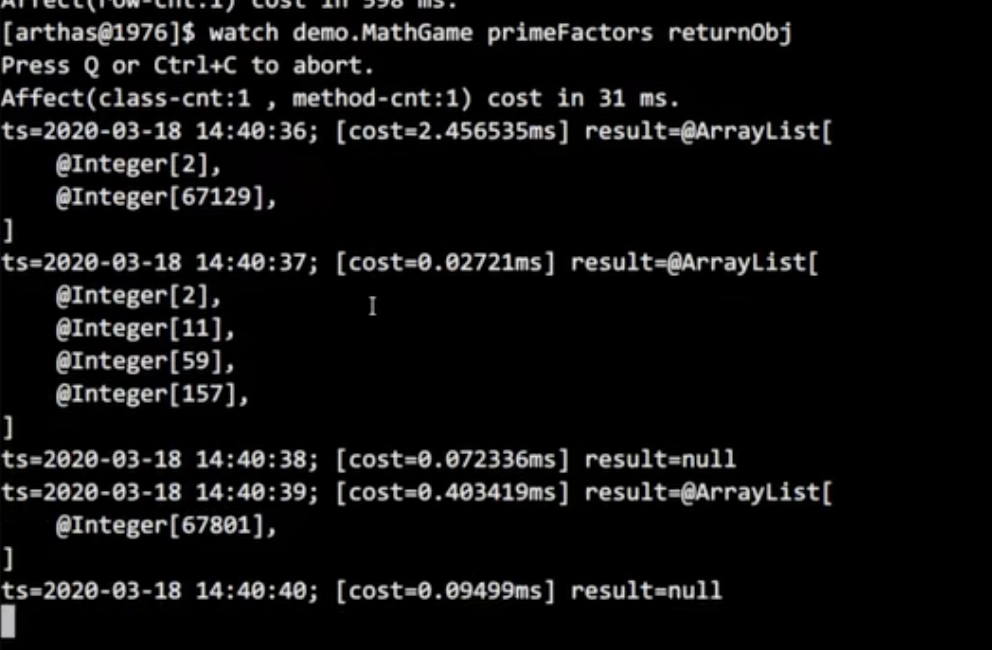 Affect(row-cnt:1) cost in 598 ms.
[arthas@1976]$ watch demo.MathGame primeFactors returnObj
Press Q or Ctrl+C to abort.
Affect(class-cnt:1 , method-cnt:1) cost in 31 ms.
ts=2020-03-18 14:40:36; [cost=2.456535ms] result=@ArrayList[
    @Integer[2],
    @Integer[67129],
]
ts=2020-03-18 14:40:37; [cost=0.02721ms] result=@ArrayList[
    @Integer[2],
    @Integer[11],
    @Integer[59],
    @Integer[157],
]
ts=2020-03-18 14:40:38; [cost=0.072336ms] result=null
ts=2020-03-18 14:40:39; [cost=0.403419ms] result=@ArrayList[
    @Integer[67801],
]
ts=2020-03-18 14:40:40; [cost=0.09499ms] result=null